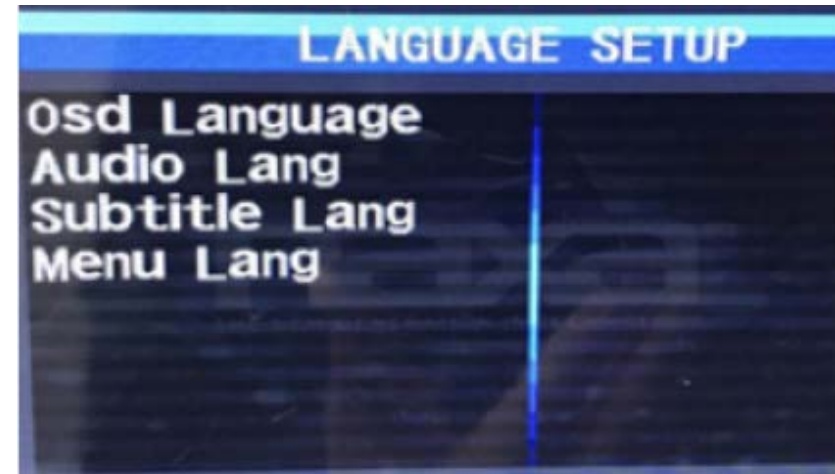 LANGUAGE SETUP
Osd Language
Audio Lang
Subtitle Lang
Menu Lang